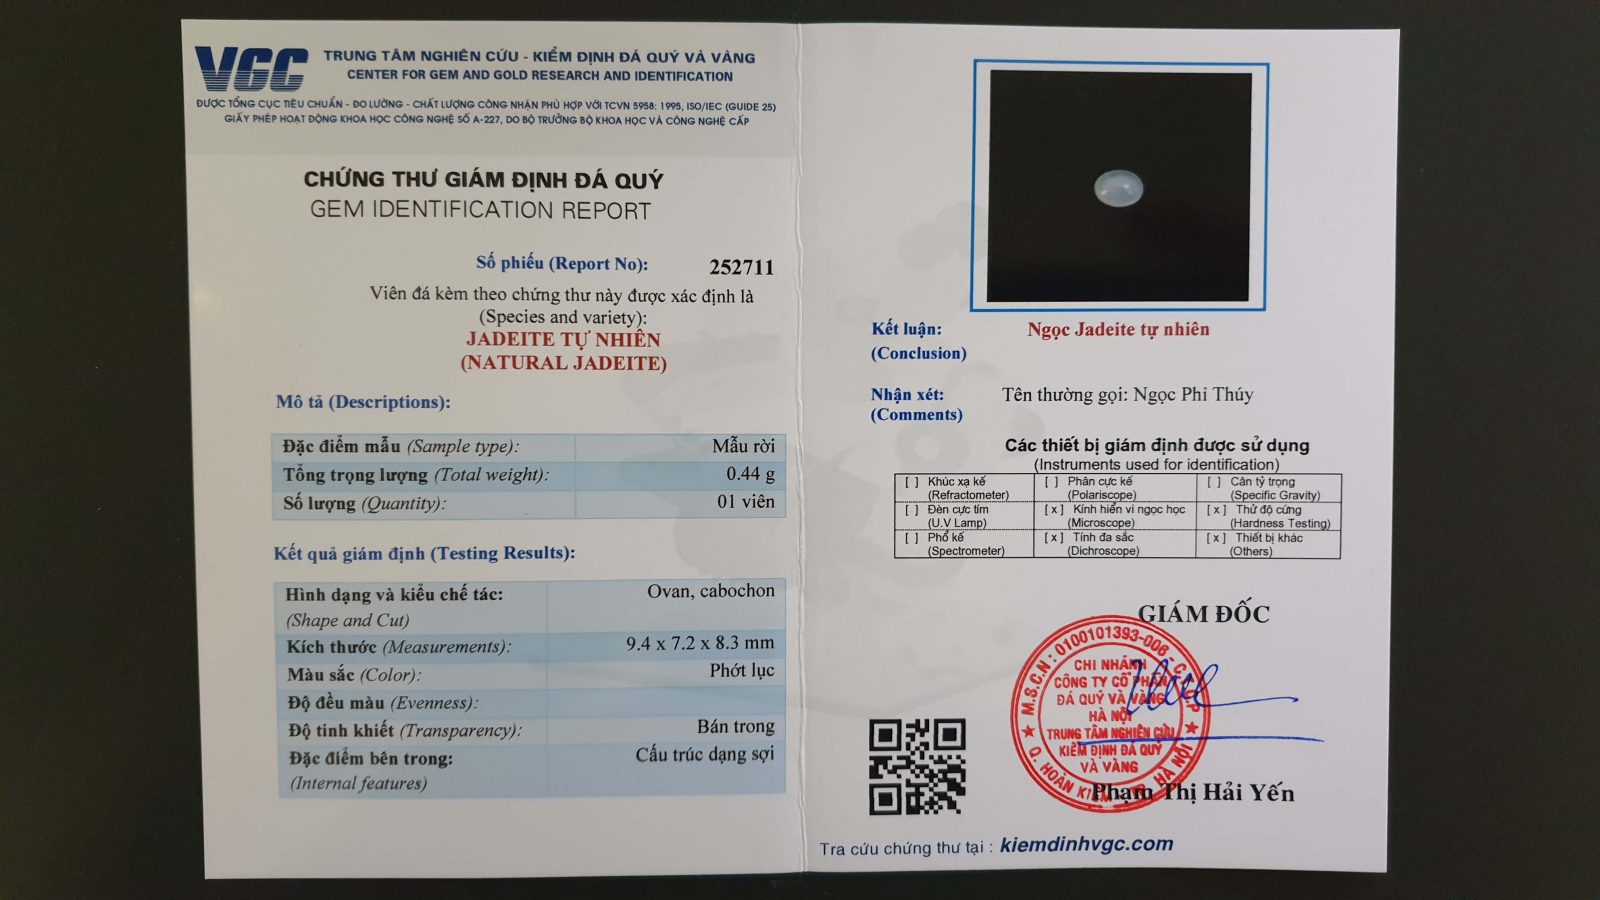 VGC
TRUNG TÂM NGHIÊN CỨU - KIỂM ĐỊNH ĐÁ QUÝ VÀ VÀNG
CENTER FOR GEM AND GOLD RESEARCH AND IDENTIFICATION
ĐƯỢC TỔNG CỤC TIÊU CHUẨN - ĐO LƯỜNG - CHẤT LƯỢNG CÔNG NHẬN PHÙ HỢP VỚI TCVN 5958: 1995, ISO/IEC (GUIDE 25)
GIẤY PHÉP HOẠT ĐỘNG KHOA HỌC CÔNG NGHỆ SỐ A-227, DO BỘ TRƯỞNG BỘ KHOA HỌC VÀ CÔNG NGHỆ CẤP
CHỨNG THƯ GIÁM ĐỊNH ĐÁ QUÝ
GEM IDENTIFICATION REPORT
Số phiếu (Report No): 252711
Viên đá kèm theo chứng thư này được xác định là
(Species and variety):
JADEITE TỰ NHIÊN
(NATURAL JADEITE)
Mô tả (Descriptions):
Đặc điểm mẫu (Sample type): Mẫu rời
Tổng trọng lượng (Total weight): 0.44 g
Số lượng (Quantity): 01 viên
Kết quả giám định (Testing Results):
Hình dạng và kiểu chế tác: Ovan, cabochon
(Shape and Cut)
Kích thước (Measurements): 9.4 x 7.2 x 8.3 mm
Màu sắc (Color): Phớt lục
Độ đều màu (Evenness):
Độ tinh khiết (Transparency): Bán trong
Đặc điểm bên trong: Cấu trúc dạng sợi
(Internal features)
Kết luận: Ngọc Jadeite tự nhiên
(Conclusion)
Nhận xét: Tên thường gọi: Ngọc Phỉ Thúy
(Comments)
Các thiết bị giám định được sử dụng
(Instruments used for identification)
[ ] Khúc xạ kế [ ] Phân cực kế [ ] Cân tỷ trọng
(Refractometer) (Polariscope) (Specific Gravity)
[ ] Đèn cực tím [ x ] Kính hiển vi ngọc học [ x ] Thử độ cứng
(U.V Lamp) (Microscope) (Hardness Testing)
[ ] Phổ kế [ x ] Tính đa sắc [ x ] Thiết bị khác
(Spectrometer) (Dichroscope) (Others)
GIÁM ĐỐC
M.S.C.N: 0100101393-006 - C.T.C.P
CHI NHÁNH
CÔNG TY CỔ PHẦN
ĐÁ QUÝ VÀ VÀNG
HÀ NỘI
TRUNG TÂM NGHIÊN CỨU
KIỂM ĐỊNH ĐÁ QUÝ
VÀ VÀNG
Q. HOÀN KIẾM - TP. HÀ NỘI
Phạm Thị Hải Yến
Tra cứu chứng thư tại : kiemdinhvgc.com